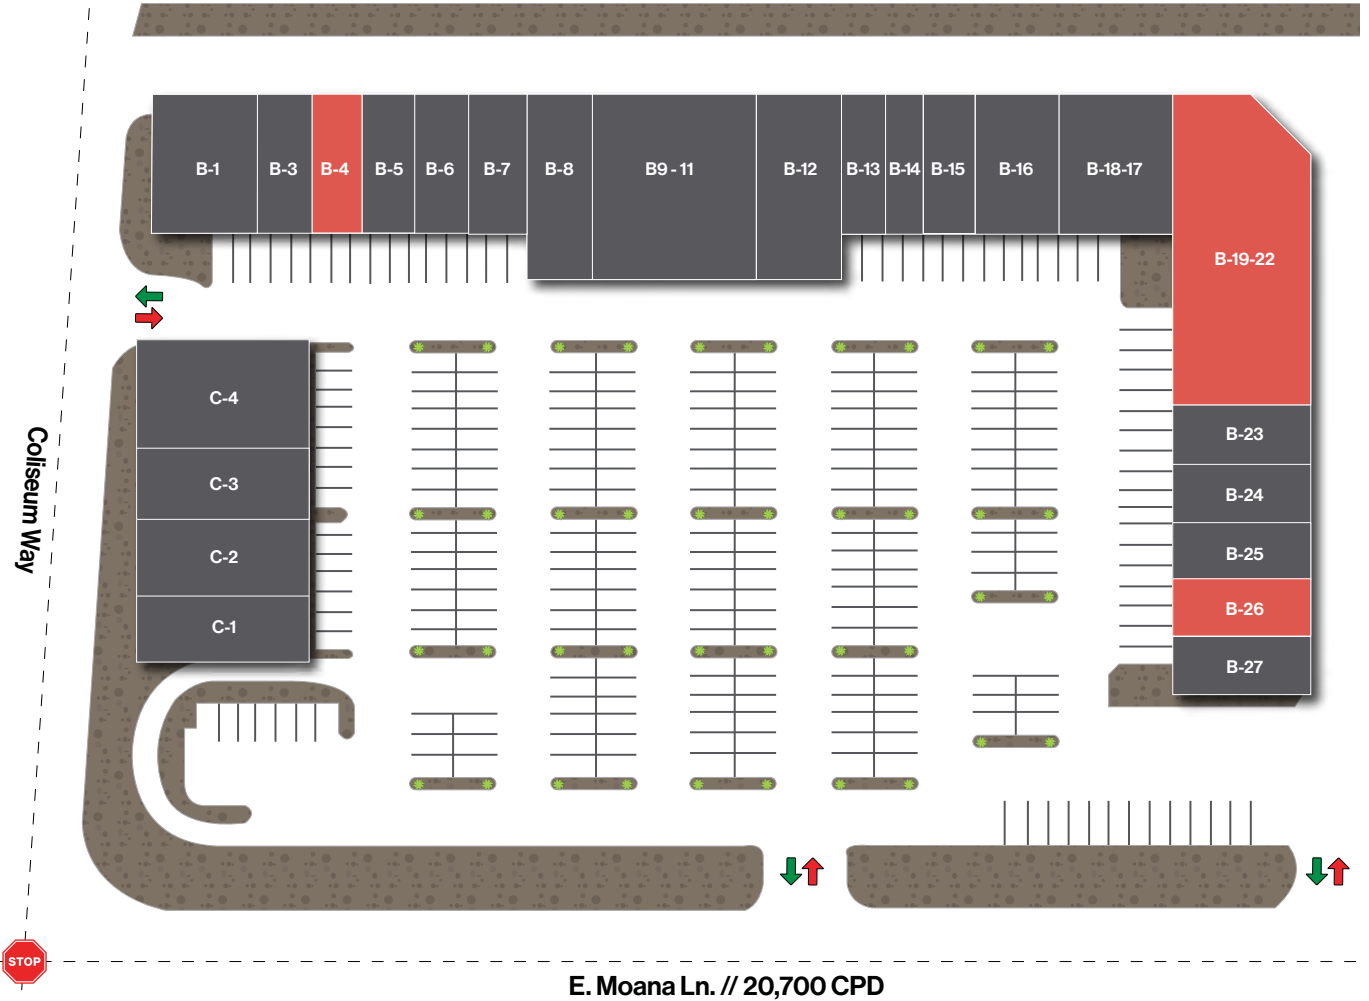 B-1
B-3
B-4
B-5
B-6
B-7
B-8
B9 - 11
B-12
B-13
B-14
B-15
B-16
B-18-17
B-19-22
B-23
B-24
B-25
B-26
B-27
C-4
C-3
C-2
C-1
Coliseum Way
STOP
E. Moana Ln. // 20,700 CPD